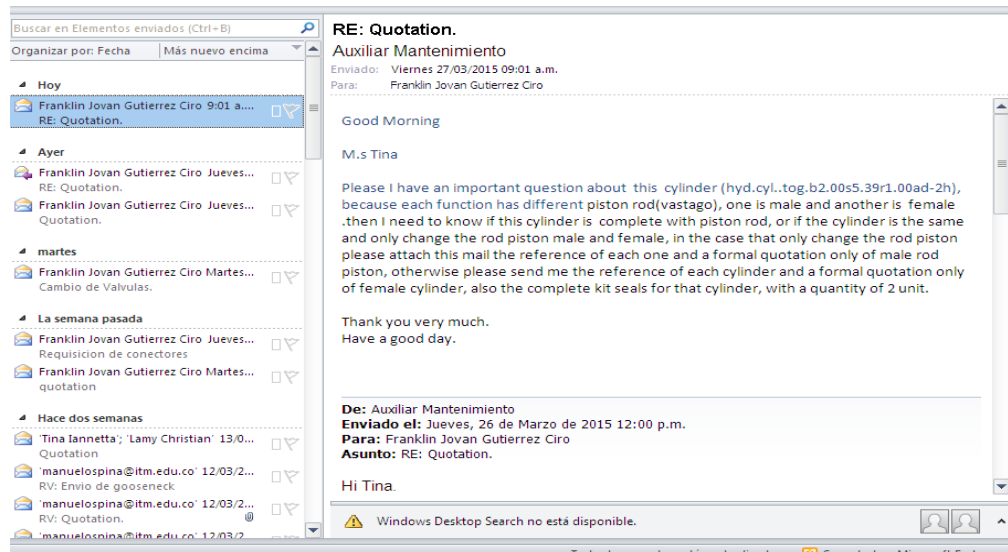 Buscar en Elementos enviados (Ctrl+B)
Organizar por: Fecha Más nuevo encima
Hoy
Franklin Jovan Gutierrez Ciro 9:01 a....
RE: Quotation.
Ayer
Franklin Jovan Gutierrez Ciro Jueves...
RE: Quotation.
Franklin Jovan Gutierrez Ciro Jueves...
Quotation.
martes
Franklin Jovan Gutierrez Ciro Martes...
Cambio de Valvulas.
La semana pasada
Franklin Jovan Gutierrez Ciro Jueves...
Requisicion de conectores
Franklin Jovan Gutierrez Ciro Martes...
quotation
Hace dos semanas
'Tina Iannetta'; 'Lamy Christian' 13/0...
Quotation
'manuelospina@itm.edu.co' 12/03/2...
RV: Envio de gooseneck
'manuelospina@itm.edu.co' 12/03/2...
RV: Quotation.
'manuelospina@itm.edu.co' 12/03/2
RE: Quotation.
Auxiliar Mantenimiento
Enviado: Viernes 27/03/2015 09:01 a.m.
Para: Franklin Jovan Gutierrez Ciro
Good Morning
M.s Tina
Please I have an important question about this cylinder (hyd.cyl..tog.b2.00s5.39r1.00ad-2h),
because each function has different piston rod(vastago), one is male and another is female
.then I need to know if this cylinder is complete with piston rod, or if the cylinder is the same
and only change the rod piston male and female, in the case that only change the rod piston
please attach this mail the reference of each one and a formal quotation only of male rod
piston, otherwise please send me the reference of each cylinder and a formal quotation only
of female cylinder, also the complete kit seals for that cylinder, with a quantity of 2 unit.
Thank you very much.
Have a good day.
De: Auxiliar Mantenimiento
Enviado el: Jueves, 26 de Marzo de 2015 12:00 p.m.
Para: Franklin Jovan Gutierrez Ciro
Asunto: RE: Quotation.
Hi Tina.
Windows Desktop Search no está disponible.